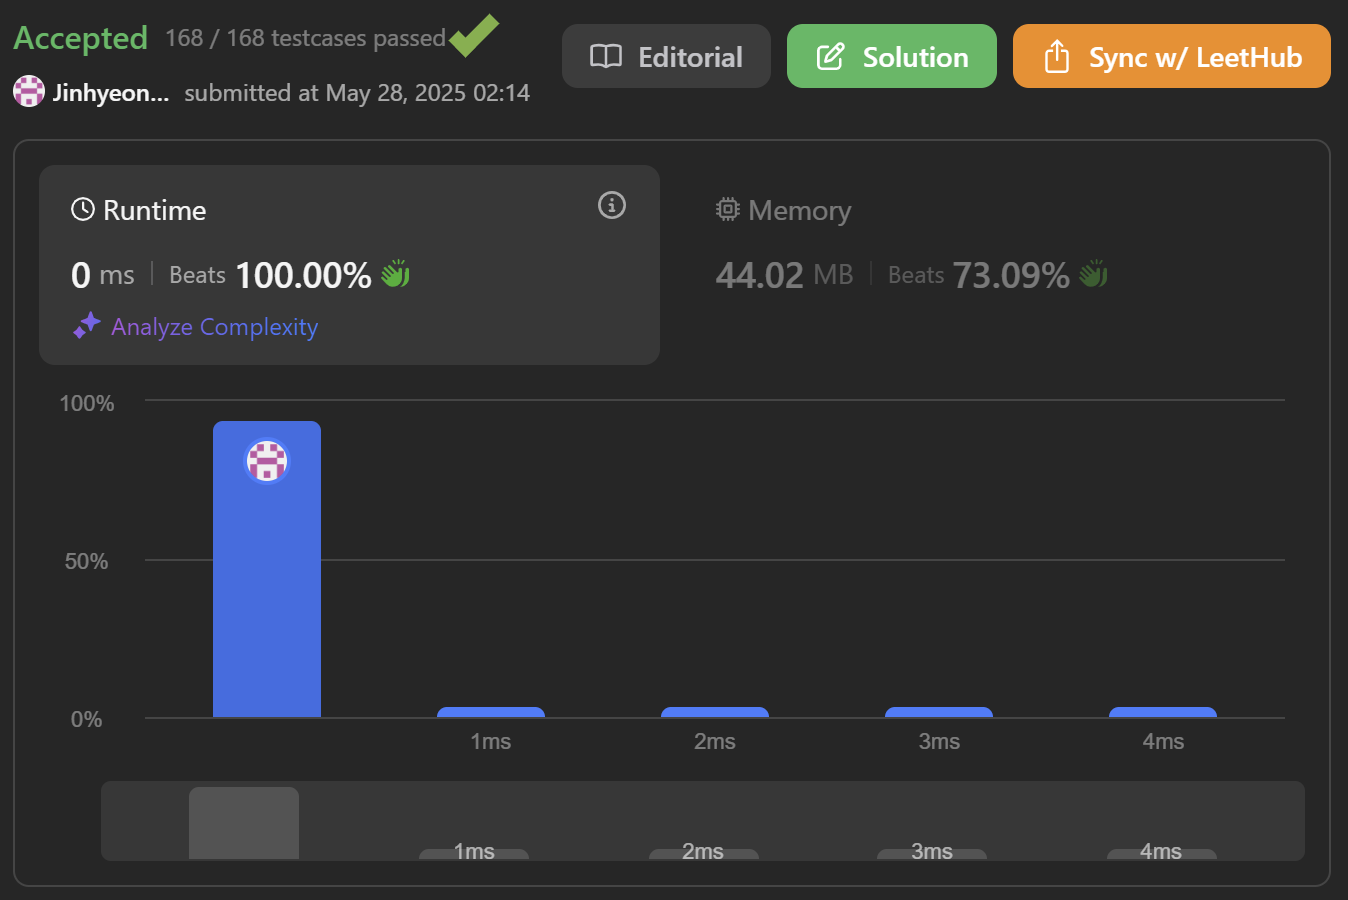 Accepted 168 / 168 testcases passed
Jinhyeon... submitted at May 28, 2025 02:14
Editorial
Solution
Sync w/ LeetHub
Runtime
0 ms | Beats 100.00%
Analyze Complexity
Memory
44.02 MB | Beats 73.09%
100%
50%
0%
1ms 2ms 3ms 4ms
1ms 2ms 3ms 4ms